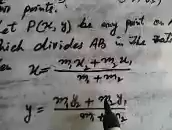 points.
Let P(x, y) be any point on
which divides AB in the
x = m₁x₂ + m₂x₁ / m₁ + m₂
y = m₁y₂ + m₂y₁ / m₁ + m₂